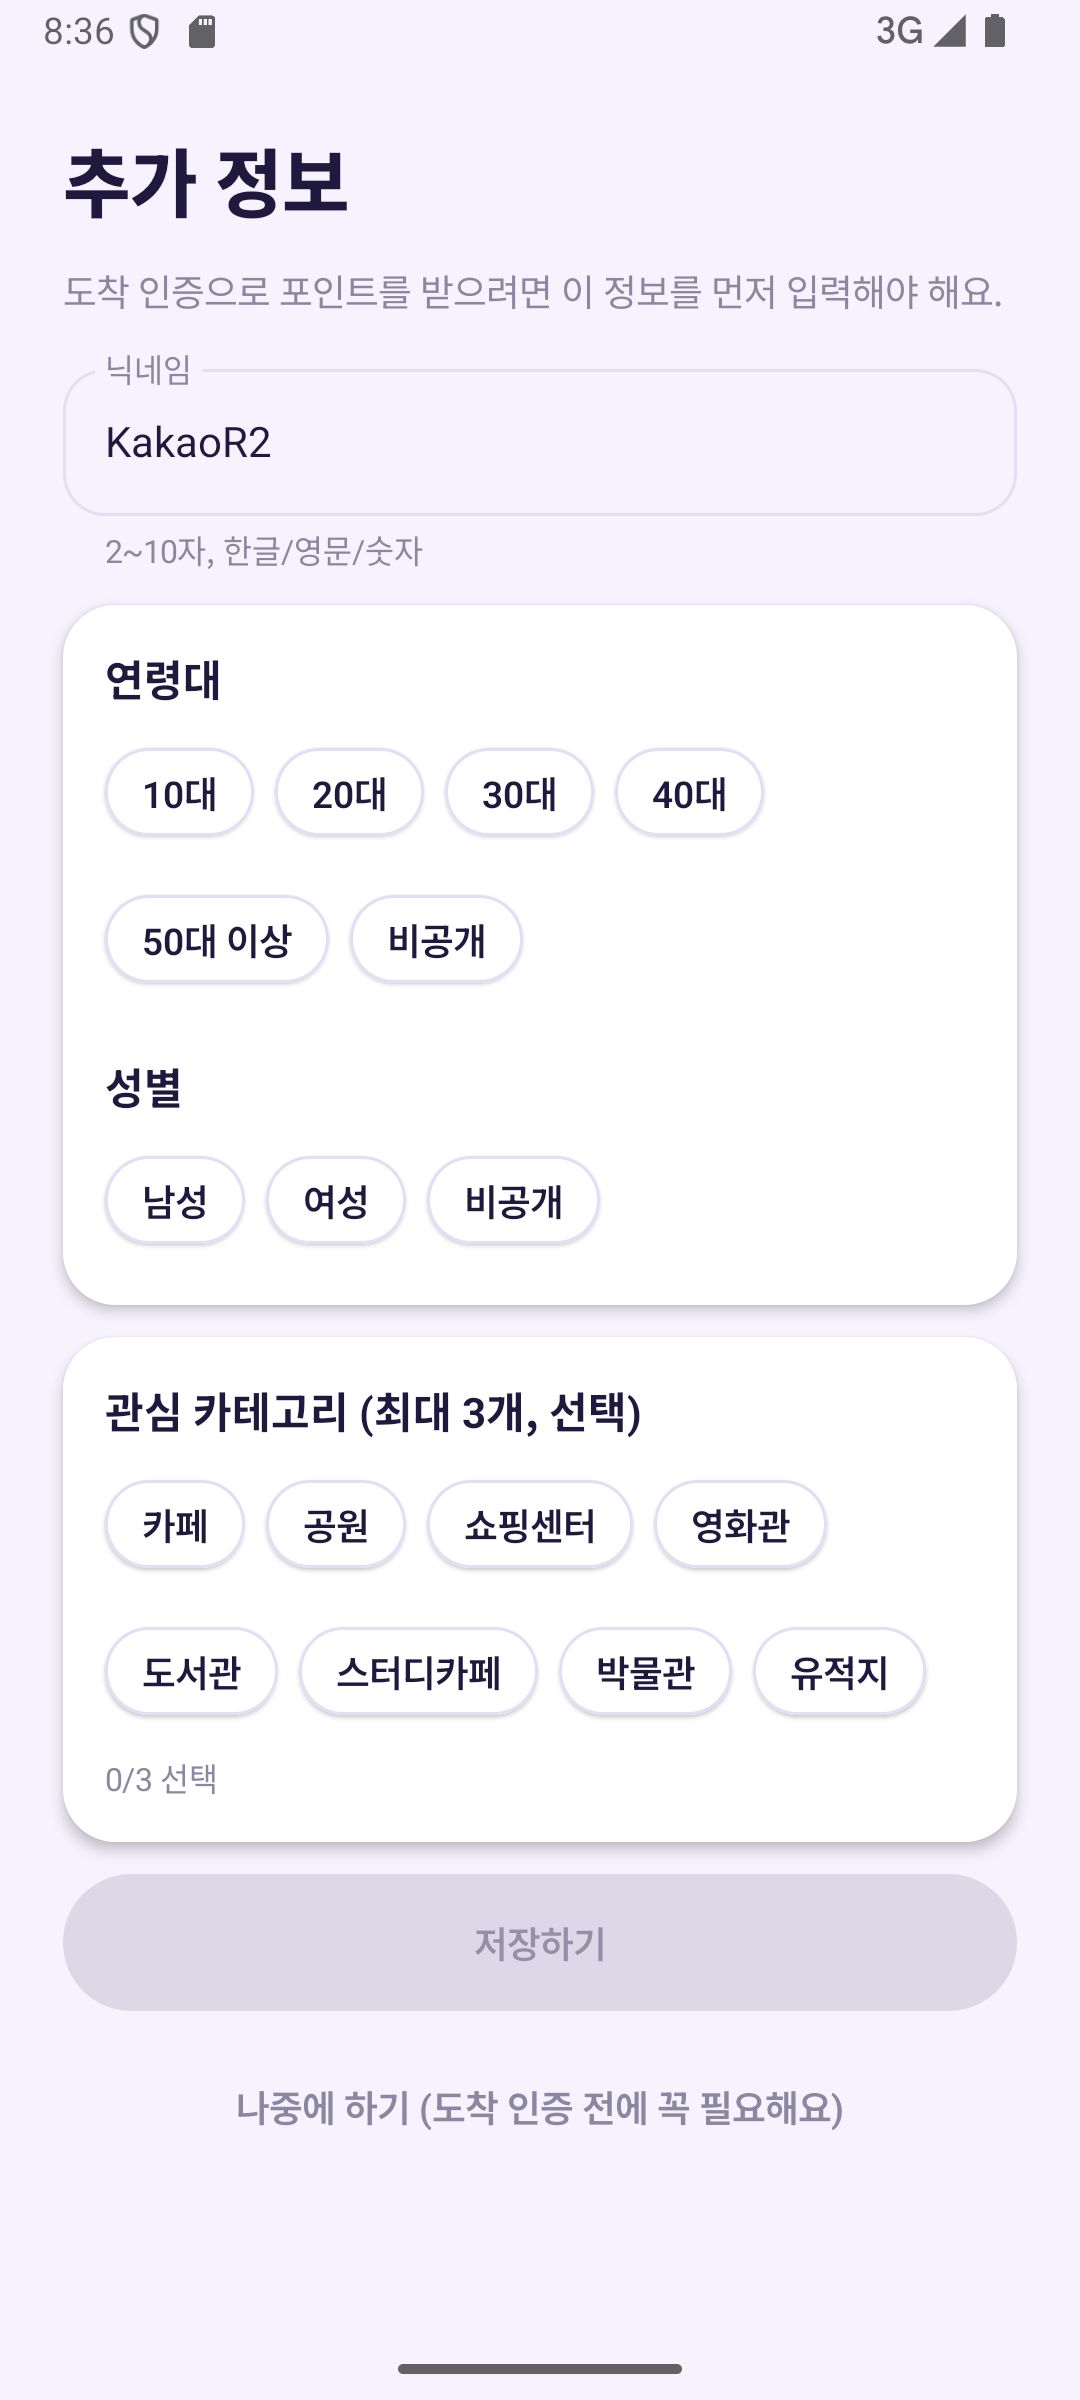 8:36 3G
추가 정보
도착 인증으로 포인트를 받으려면 이 정보를 먼저 입력해야 해요.
닉네임
KakaoR2
2~10자, 한글/영문/숫자
연령대
10대 20대 30대 40대
50대 이상 비공개
성별
남성 여성 비공개
관심 카테고리 (최대 3개, 선택)
카페 공원 쇼핑센터 영화관
도서관 스터디카페 박물관 유적지
0/3 선택
저장하기
나중에 하기 (도착 인증 전에 꼭 필요해요)